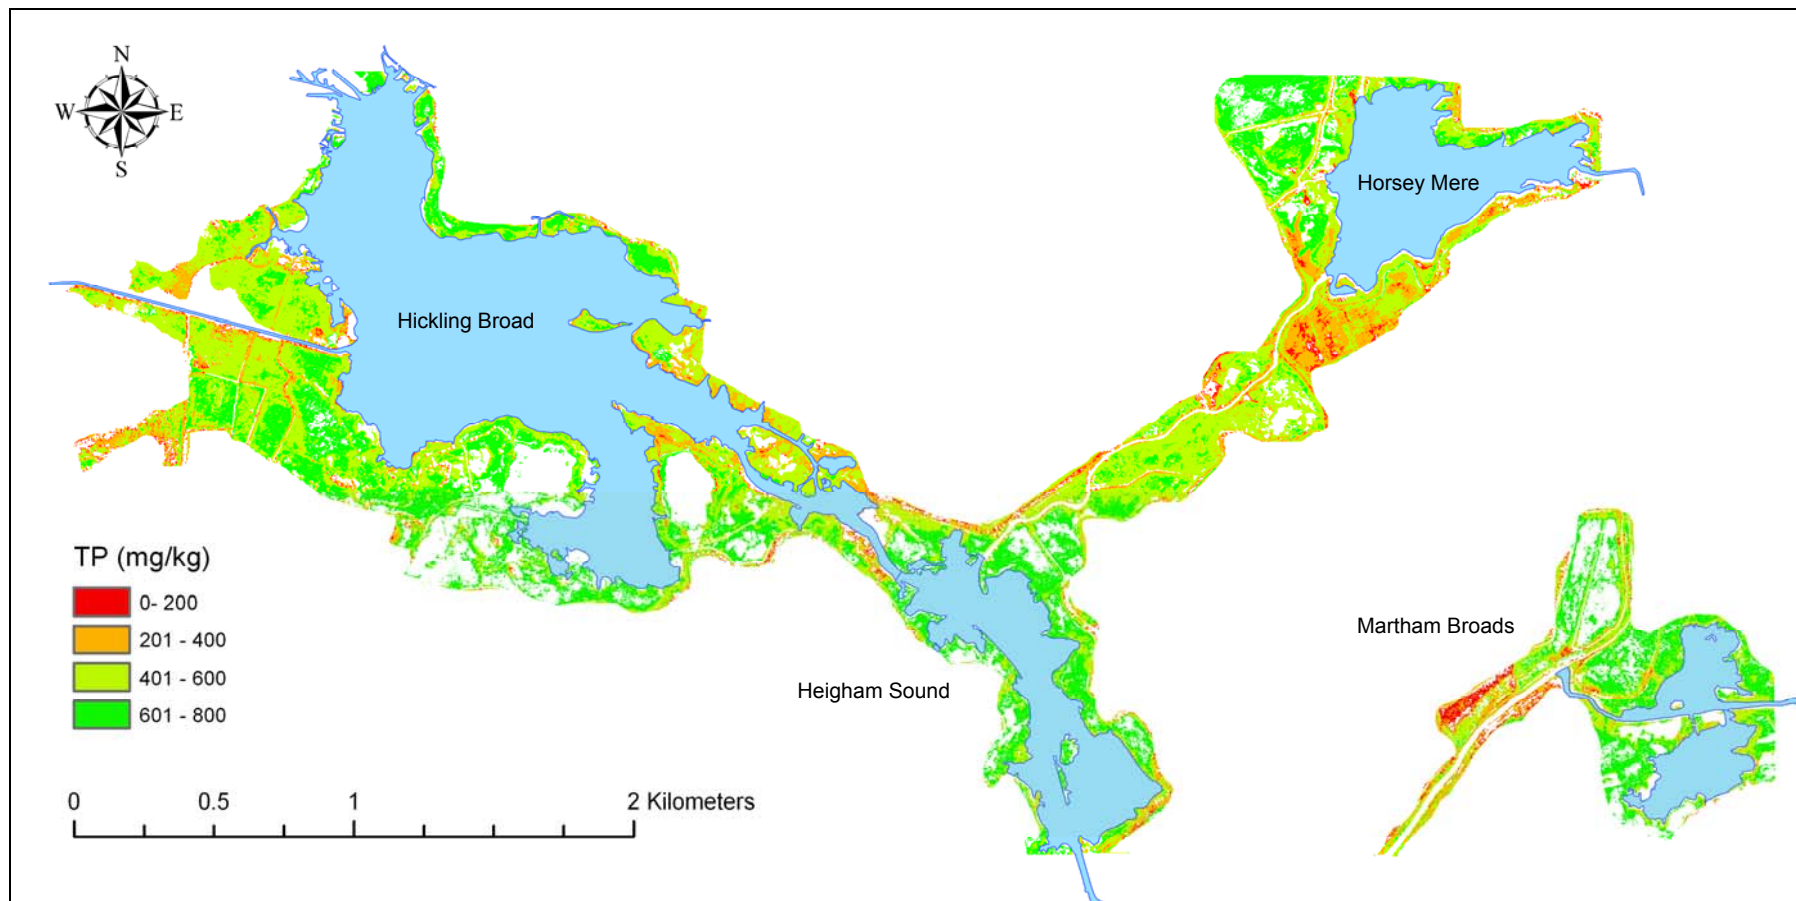 N
W E
S
Horsey Mere
Hickling Broad
TP (mg/kg)
0- 200
201 - 400
401 - 600
601 - 800
Martham Broads
Heigham Sound
0 0.5 1 2 Kilometers